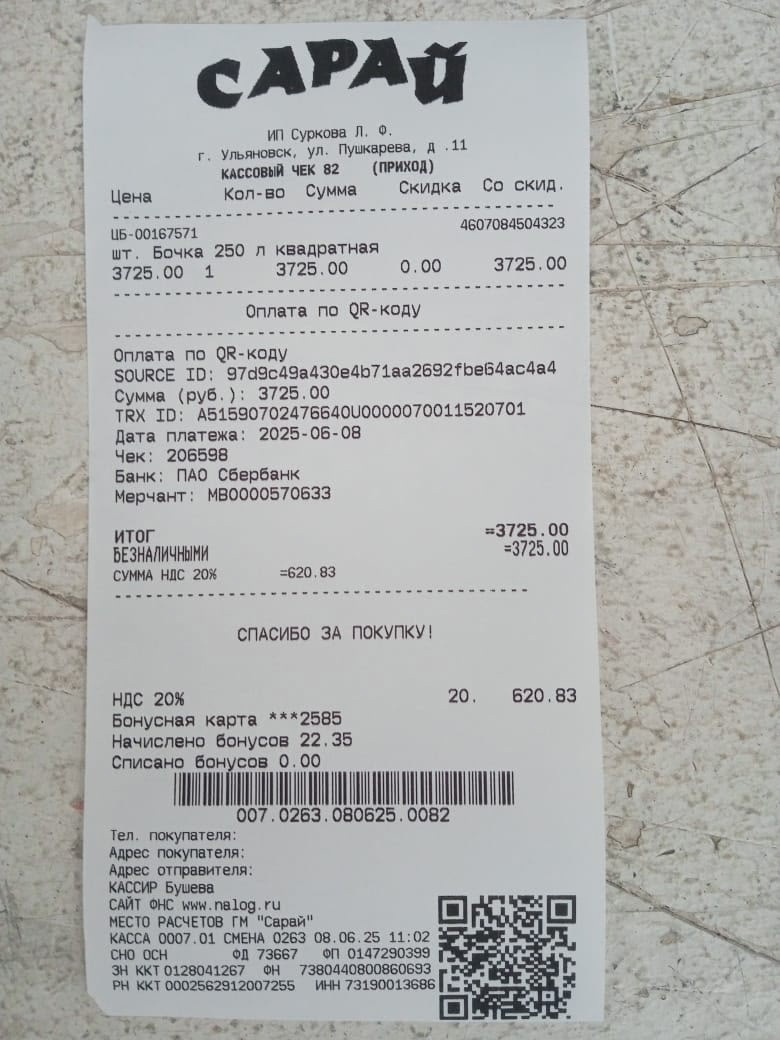 САРАЙ
ИП Суркова Л. Ф.
г. Ульяновск, ул. Пушкарева, д .11
КАССОВЫЙ ЧЕК 82 (ПРИХОД)
Цена Кол-во Сумма Скидка Со скид.
ЦБ-00167571 4607084504323
шт. Бочка 250 л квадратная
3725.00 1 3725.00 0.00 3725.00
Оплата по QR-коду
Оплата по QR-коду
SOURCE ID: 97d9c49a430e4b71aa2692fbe64ac4a4
Сумма (руб.): 3725.00
TRX ID: A51590702476640U0000070011520701
Дата платежа: 2025-06-08
Чек: 206598
Банк: ПАО Сбербанк
Мерчант: MB0000570633
ИТОГ =3725.00
БЕЗНАЛИЧНЫМИ =3725.00
СУММА НДС 20% =620.83
СПАСИБО ЗА ПОКУПКУ!
НДС 20% 20. 620.83
Бонусная карта ***2585
Начислено бонусов 22.35
Списано бонусов 0.00
007.0263.080625.0082
Тел. покупателя:
Адрес покупателя:
Адрес отправителя:
КАССИР Бушева
САЙТ ФНС www.nalog.ru
МЕСТО РАСЧЕТОВ ГМ "Сарай"
КАССА 0007.01 СМЕНА 0263 08.06.25 11:02
СНО ОСН ФД 73667 ФП 0147290399
ЗН ККТ 0128041267 ФН 7380440800860693
РН ККТ 0002562912007255 ИНН 73190013686